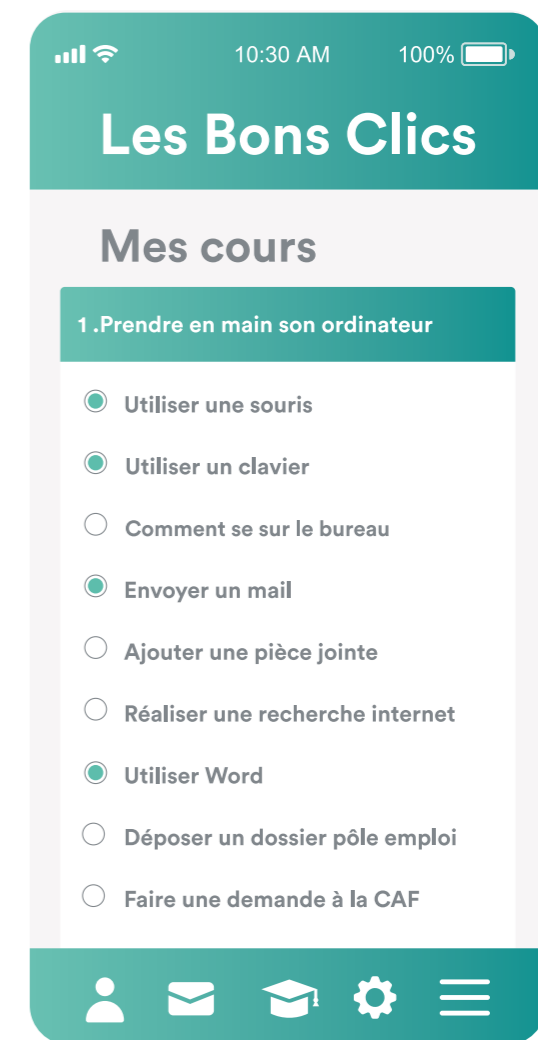 10:30 AM 100%
Les Bons Clics
Mes cours
1 .Prendre en main son ordinateur
Utiliser une souris
Utiliser un clavier
Comment se sur le bureau
Envoyer un mail
Ajouter une pièce jointe
Réaliser une recherche internet
Utiliser Word
Déposer un dossier pôle emploi
Faire une demande à la CAF